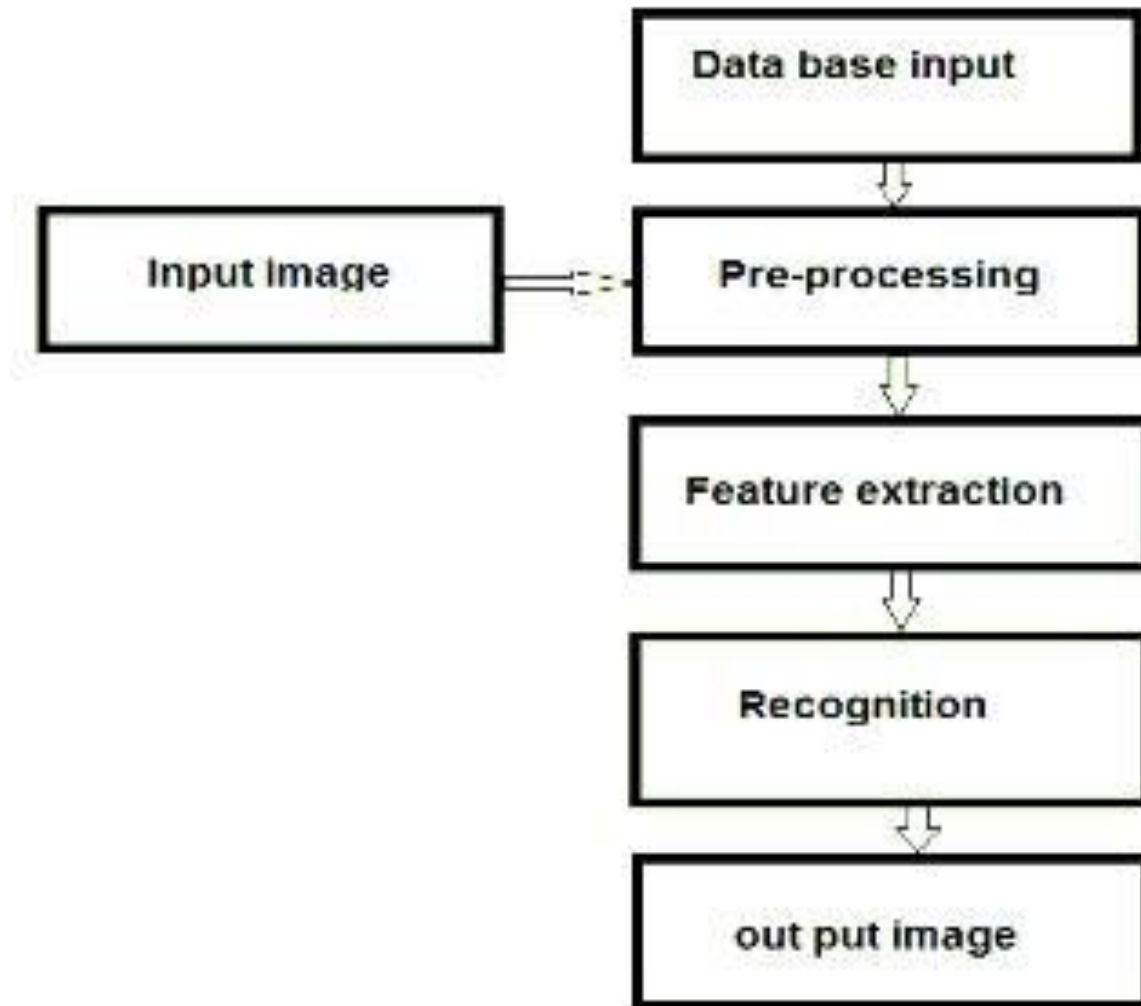 Data base input
Input image
Pre-processing
Feature extraction
Recognition
out put image